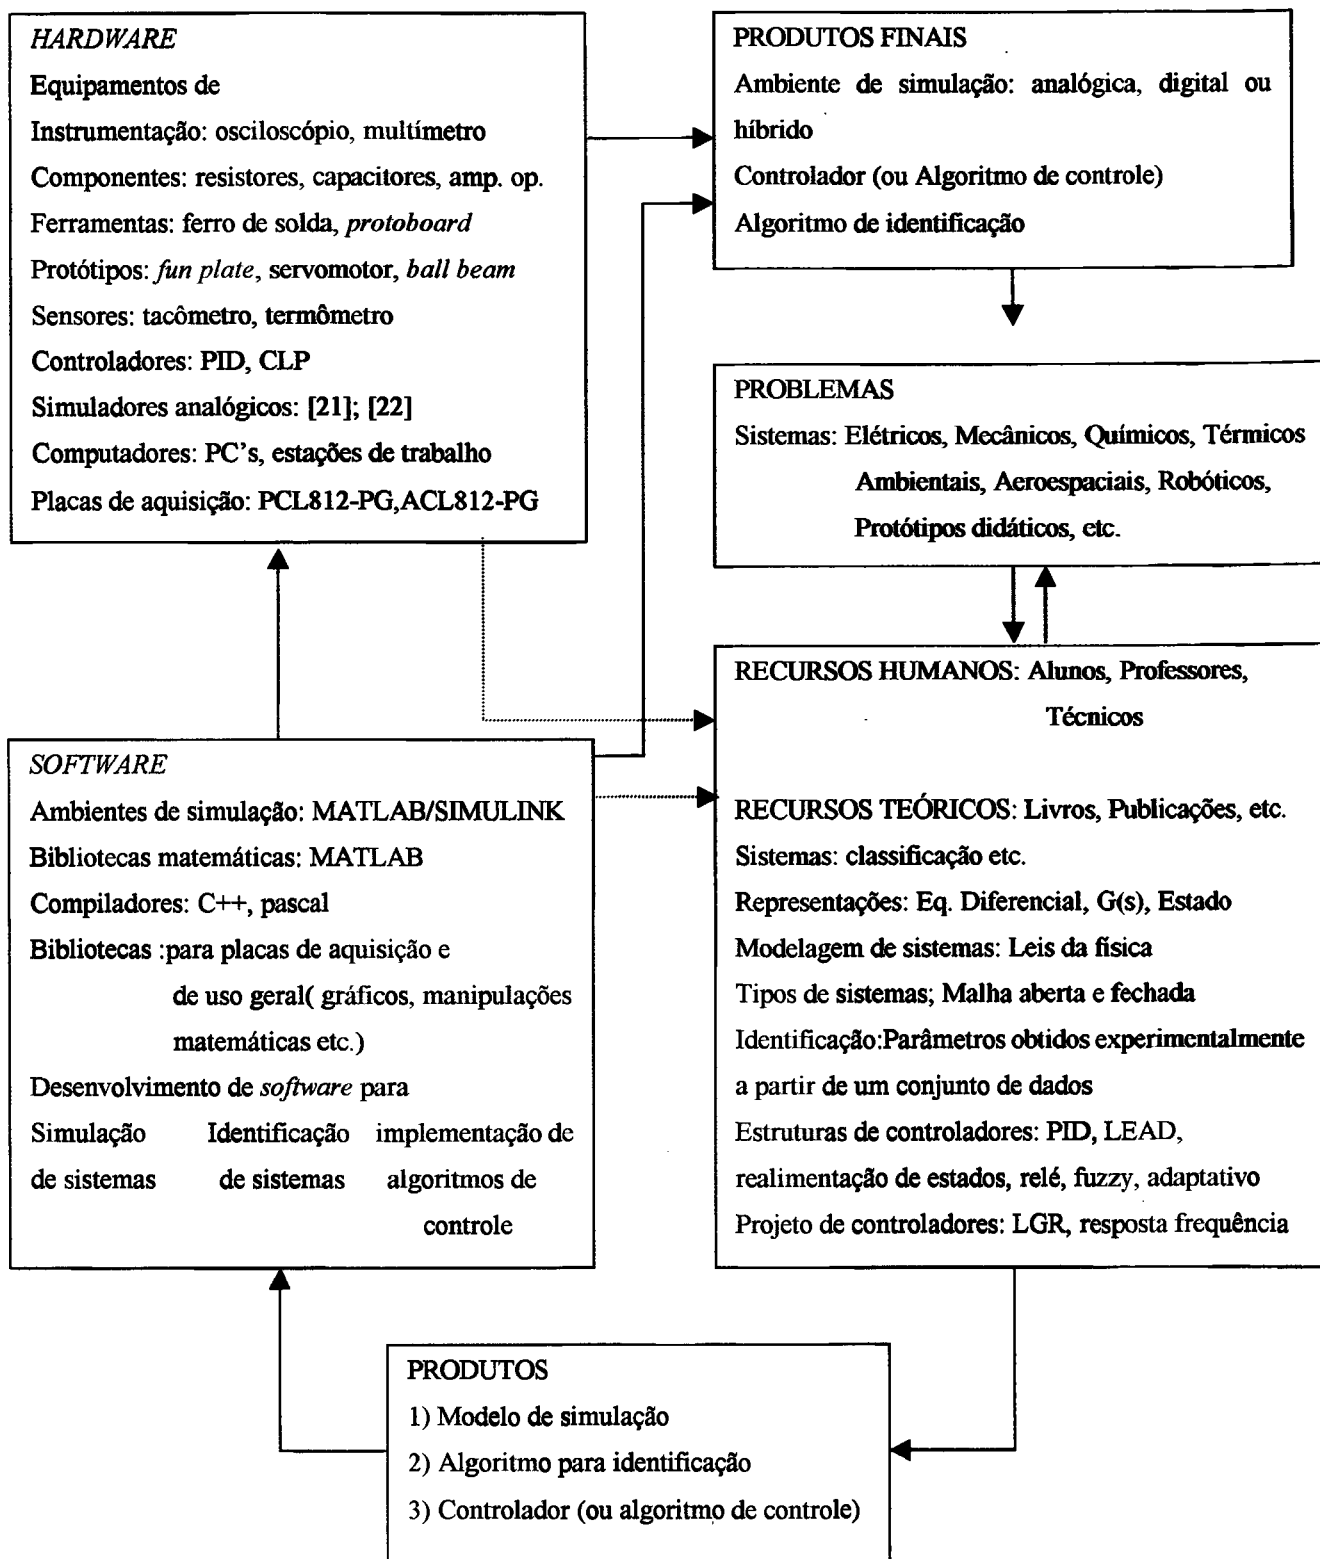 HARDWARE
Equipamentos de
Instrumentação: osciloscópio, multímetro
Componentes: resistores, capacitores, amp. op.
Ferramentas: ferro de solda, protoboard
Protótipos: fun plate, servomotor, ball beam
Sensores: tacômetro, termômetro
Controladores: PID, CLP
Simuladores analógicos: [21]; [22]
Computadores: PC's, estações de trabalho
Placas de aquisição: PCL812-PG,ACL812-PG
PRODUTOS FINAIS
Ambiente de simulação: analógica, digital ou
híbrido
Controlador (ou Algoritmo de controle)
Algoritmo de identificação
PROBLEMAS
Sistemas: Elétricos, Mecânicos, Químicos, Térmicos
Ambientais, Aeroespaciais, Robóticos,
Protótipos didáticos, etc.
RECURSOS HUMANOS: Alunos, Professores,
Técnicos
RECURSOS TEÓRICOS: Livros, Publicações, etc.
Sistemas: classificação etc.
Representações: Eq. Diferencial, G(s), Estado
Modelagem de sistemas: Leis da física
Tipos de sistemas; Malha aberta e fechada
Identificação:Parâmetros obtidos experimentalmente
a partir de um conjunto de dados
Estruturas de controladores: PID, LEAD,
realimentação de estados, relé, fuzzy, adaptativo
Projeto de controladores: LGR, resposta frequência
SOFTWARE
Ambientes de simulação: MATLAB/SIMULINK
Bibliotecas matemáticas: MATLAB
Compiladores: C++, pascal
Bibliotecas :para placas de aquisição e
de uso geral( gráficos, manipulações
matemáticas etc.)
Desenvolvimento de software para
Simulação Identificação implementação de
de sistemas de sistemas algoritmos de
controle
PRODUTOS
1) Modelo de simulação
2) Algoritmo para identificação
3) Controlador (ou algoritmo de controle)